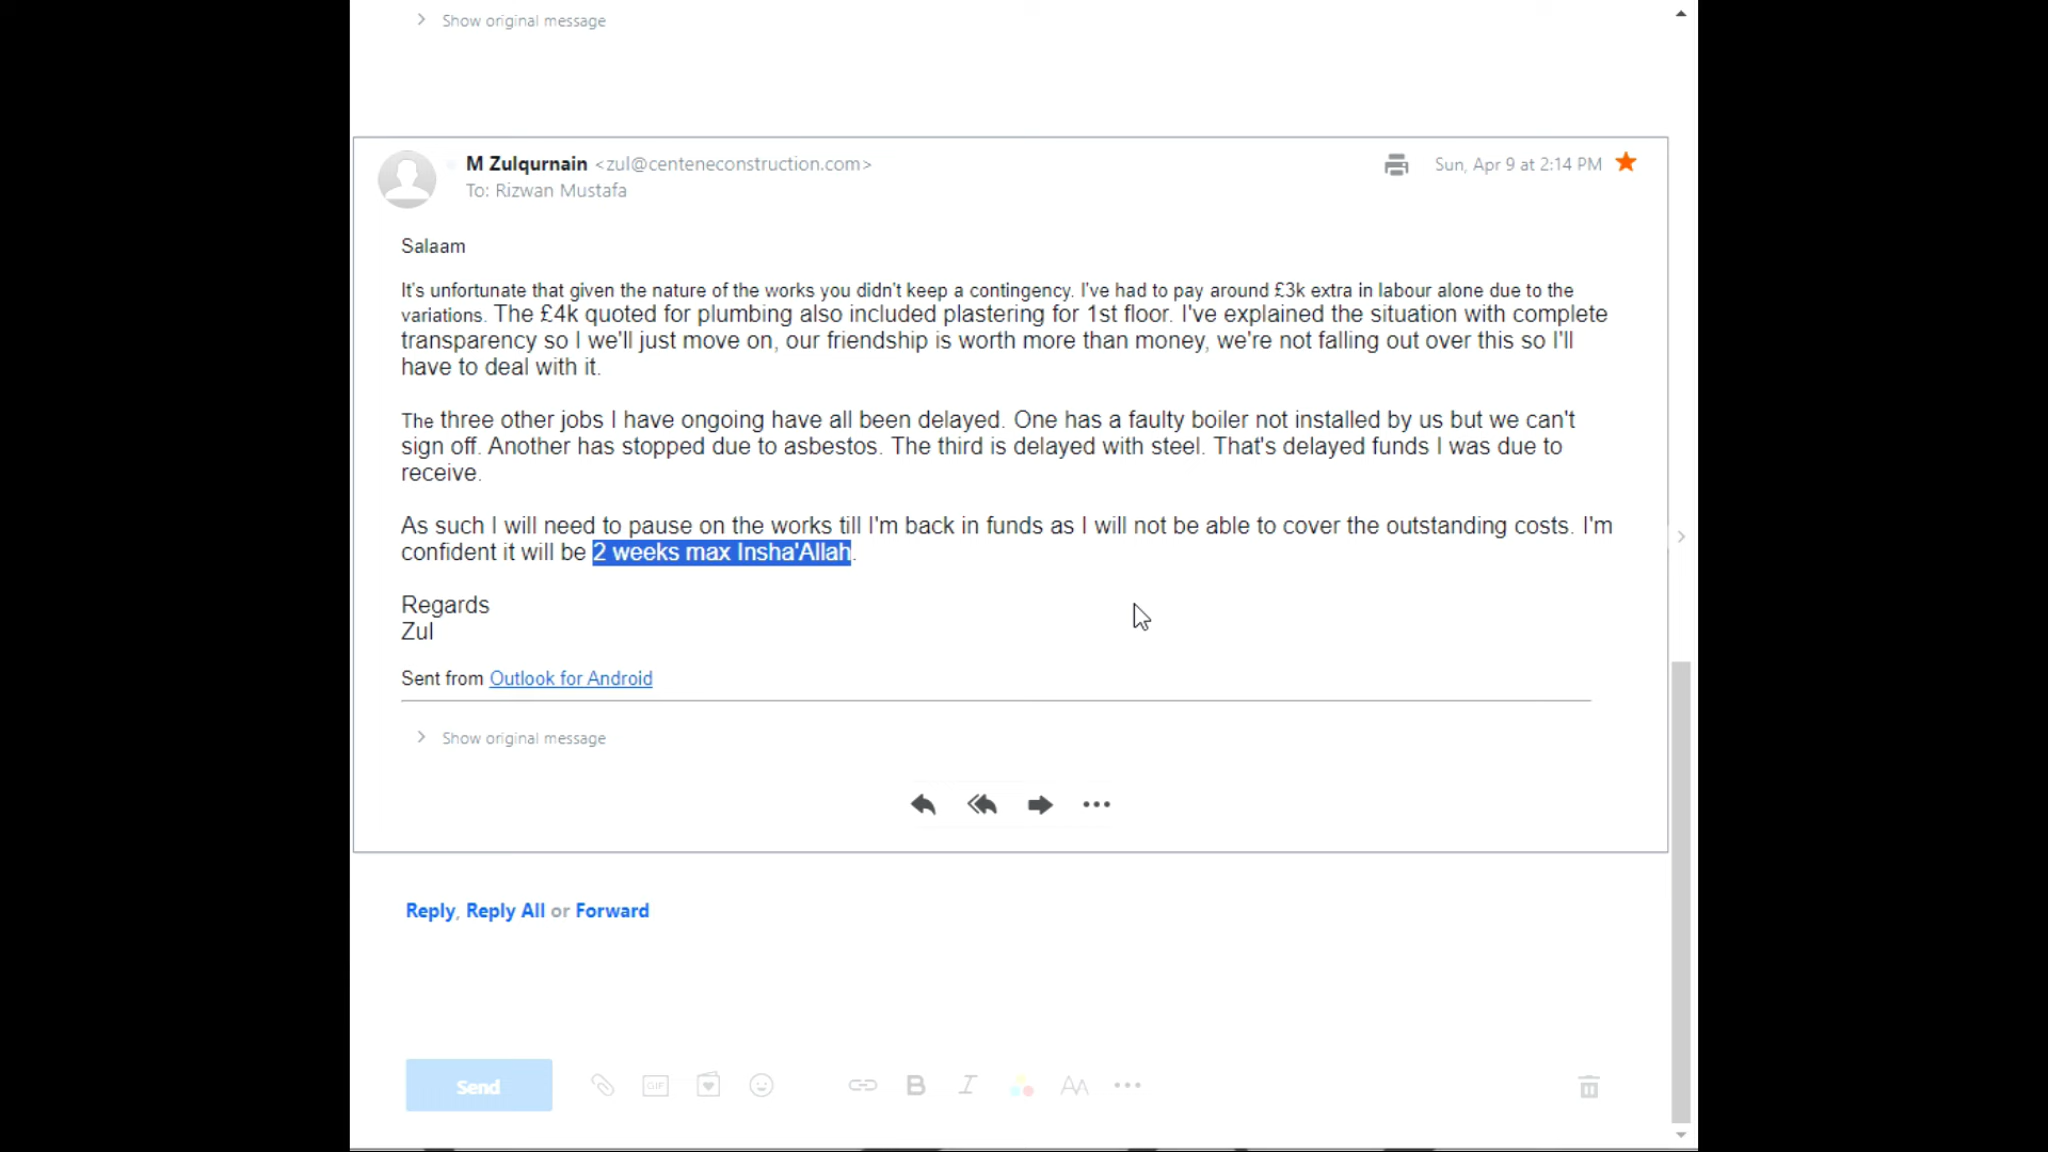 Show original message
M Zulqurnain <zul@centeneconstruction.com>
Sun, Apr 9 at 2:14 PM
To: Rizwan Mustafa
Salaam
It's unfortunate that given the nature of the works you didn't keep a contingency. I've had to pay around £3k extra in labour alone due to the
variations. The £4k quoted for plumbing also included plastering for 1st floor. I've explained the situation with complete
transparency so I we'll just move on, our friendship is worth more than money, we're not falling out over this so I'll
have to deal with it.
The three other jobs I have ongoing have all been delayed. One has a faulty boiler not installed by us but we can't
sign off. Another has stopped due to asbestos. The third is delayed with steel. That's delayed funds I was due to
receive.
As such I will need to pause on the works till I'm back in funds as I will not be able to cover the outstanding costs. I'm
confident it will be 2 weeks max Insha'Allah.
Regards
Zul
Sent from Outlook for Android
Show original message
Reply, Reply All or Forward
Send
GIF
B I AA